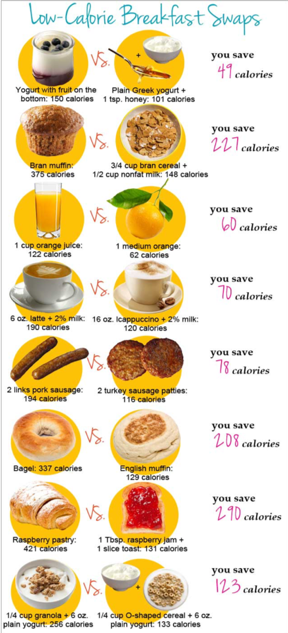 Low-Calorie Breakfast Swaps
VS.
+
you save
49 calories
Yogurt with fruit on the
bottom: 150 calories
Plain Greek yogurt +
1 tsp. honey: 101 calories
VS.
you save
227 calories
Bran muffin:
375 calories
3/4 cup bran cereal +
1/2 cup nonfat milk: 148 calories
VS.
you save
60 calories
1 cup orange juice:
122 calories
1 medium orange:
62 calories
VS.
you save
70 calories
6 oz. latte + 2% milk:
190 calories
16 oz. lcappuccino + 2% milk:
120 calories
VS.
you save
78 calories
2 links pork sausage:
194 calories
2 turkey sausage patties:
116 calories
VS.
you save
208 calories
Bagel: 337 calories
English muffin:
129 calories
VS.
you save
290 calories
Raspberry pastry:
421 calories
1 Tbsp. raspberry jam +
1 slice toast: 131 calories
VS.
+
you save
123 calories
1/4 cup granola + 6 oz.
plain yogurt: 256 calories
1/4 cup O-shaped cereal + 6 oz.
plain yogurt: 133 calories